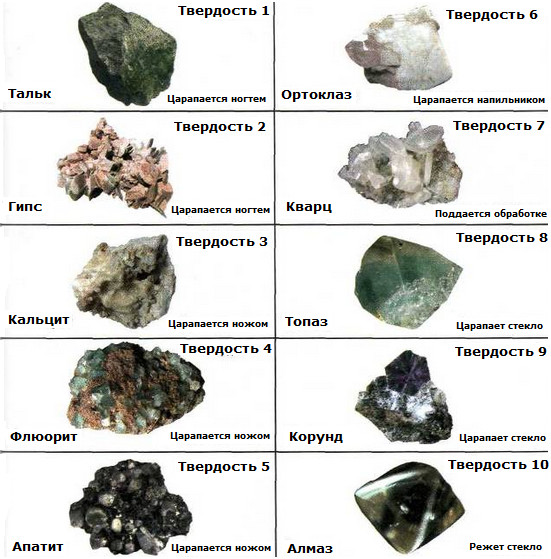 Твердость 1
Тальк
Царапается ногтем
Твердость 6
Ортоклаз
Царапается напильником
Твердость 2
Гипс
Царапается ногтем
Твердость 7
Кварц
Поддается обработке
Твердость 3
Кальцит
Царапается ножом
Твердость 8
Топаз
Царапает стекло
Твердость 4
Флюорит
Царапается ножом
Твердость 9
Корунд
Царапает стекло
Твердость 5
Апатит
Царапается ножом
Твердость 10
Алмаз
Режет стекло